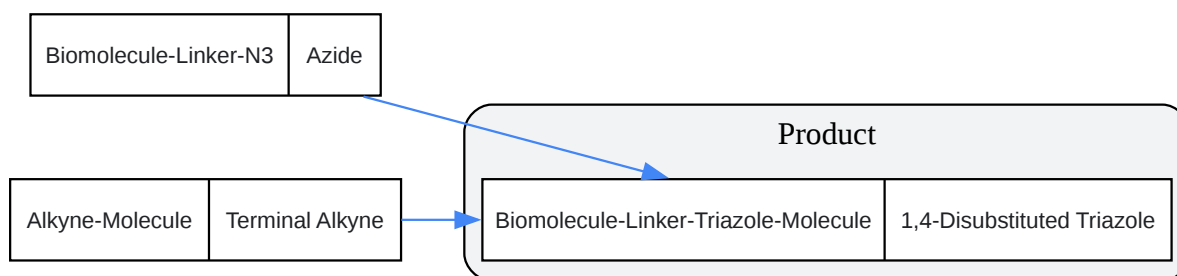 Biomolecule-Linker-N3 Azide
Product
Alkyne-Molecule Terminal Alkyne Biomolecule-Linker-Triazole-Molecule 1,4-Disubstituted Triazole